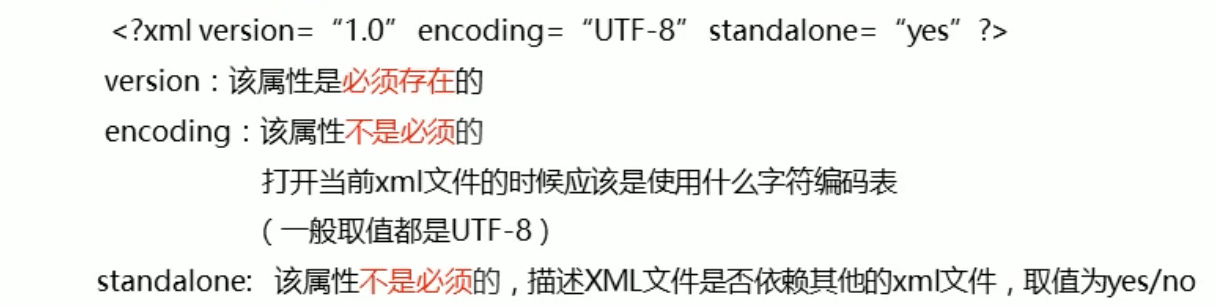 <?xml version= “1.0” encoding= “UTF-8” standalone= “yes” ?>
version：该属性是必须存在的
encoding：该属性不是必须的
打开当前xml文件的时候应该是使用什么字符编码表
（一般取值都是UTF-8）
standalone: 该属性不是必须的，描述XML文件是否依赖其他的xml文件，取值为yes/no